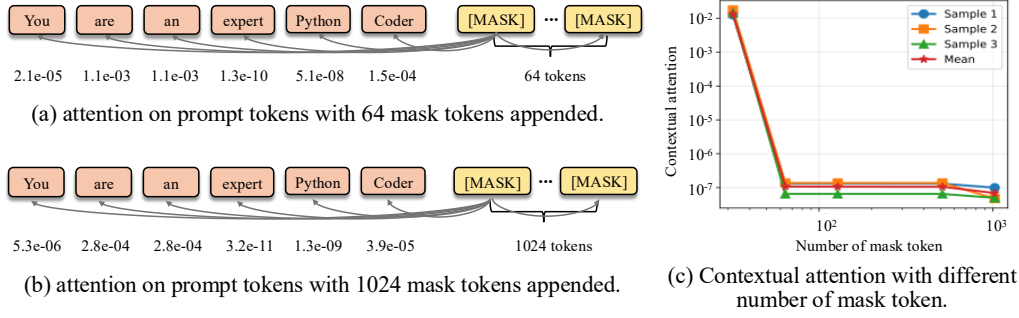 You are an expert Python Coder [MASK] ... [MASK]
2.1e-05 1.1e-03 1.1e-03 1.3e-10 5.1e-08 1.5e-04 64 tokens
(a) attention on prompt tokens with 64 mask tokens appended.
You are an expert Python Coder [MASK] ... [MASK]
5.3e-06 2.8e-04 2.8e-04 3.2e-11 1.3e-09 3.9e-05 1024 tokens
(b) attention on prompt tokens with 1024 mask tokens appended.
Contextual attention
10⁻²
10⁻³
10⁻⁴
10⁻⁵
10⁻⁶
10⁻⁷
Sample 1
Sample 2
Sample 3
Mean
10² 10³
Number of mask token
(c) Contextual attention with different
number of mask token.